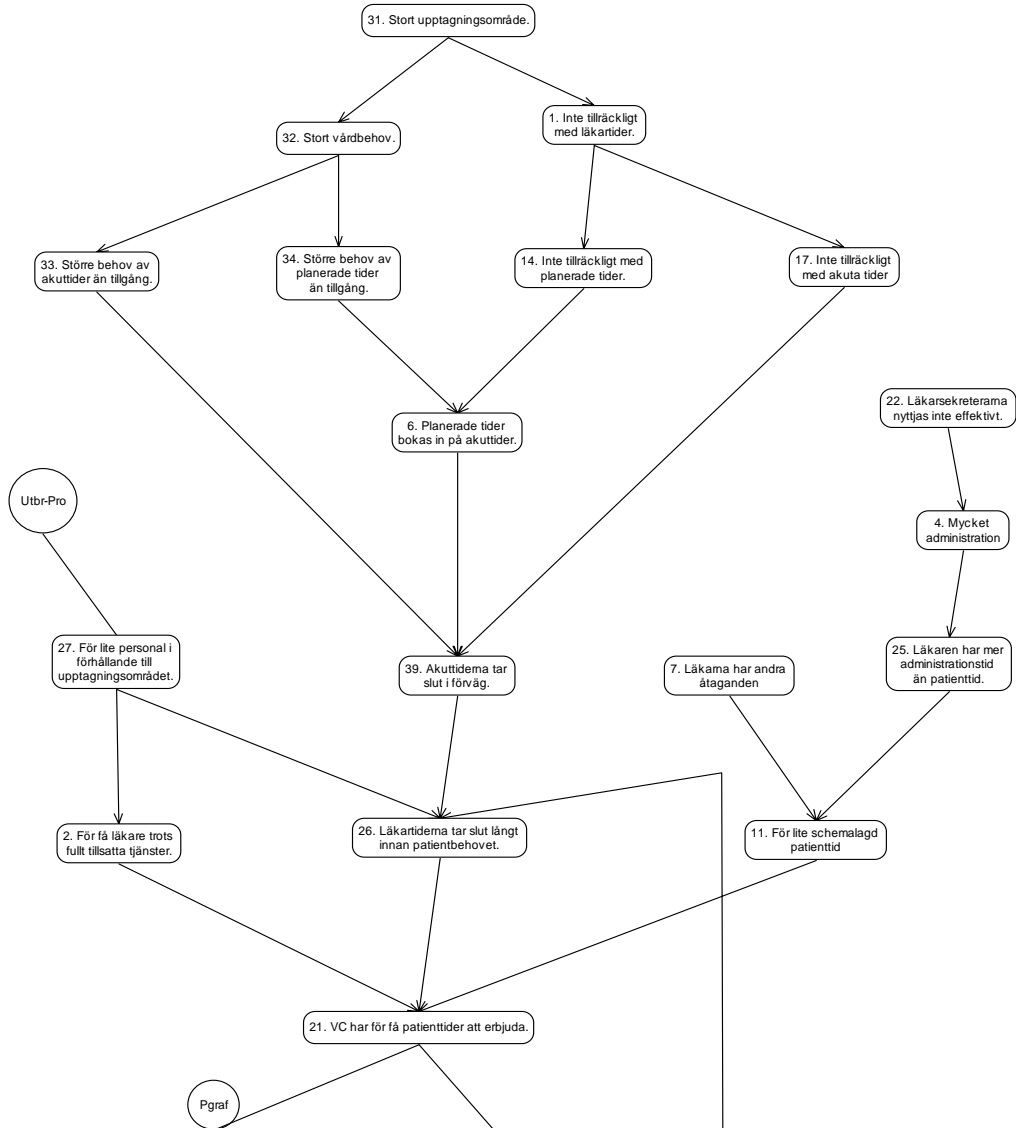 31. Stort upptagningsområde.
1. Inte tillräckligt
med läkartider.
32. Stort vårdbehov.
33. Större behov av
akuttider än tillgång.
34. Större behov av
planerade tider
än tillgång.
14. Inte tillräckligt med
planerade tider.
17. Inte tillräckligt
med akuta tider
22. Läkarsekreterarna
nyttjas inte effektivt.
6. Planerade tider
bokas in på akuttider.
Utbr-Pro
4. Mycket
administration
27. För lite personal i
förhållande till
upptagningsområdet.
39. Akuttiderna tar
slut i förväg.
7. Läkarna har andra
åtaganden
25. Läkaren har mer
administrationstid
än patienttid.
2. För få läkare trots
fullt tillsatta tjänster.
26. Läkartiderna tar slut långt
innan patientbehovet.
11. För lite schemalagd
patienttid
21. VC har för få patienttider att erbjuda.
Pgraf